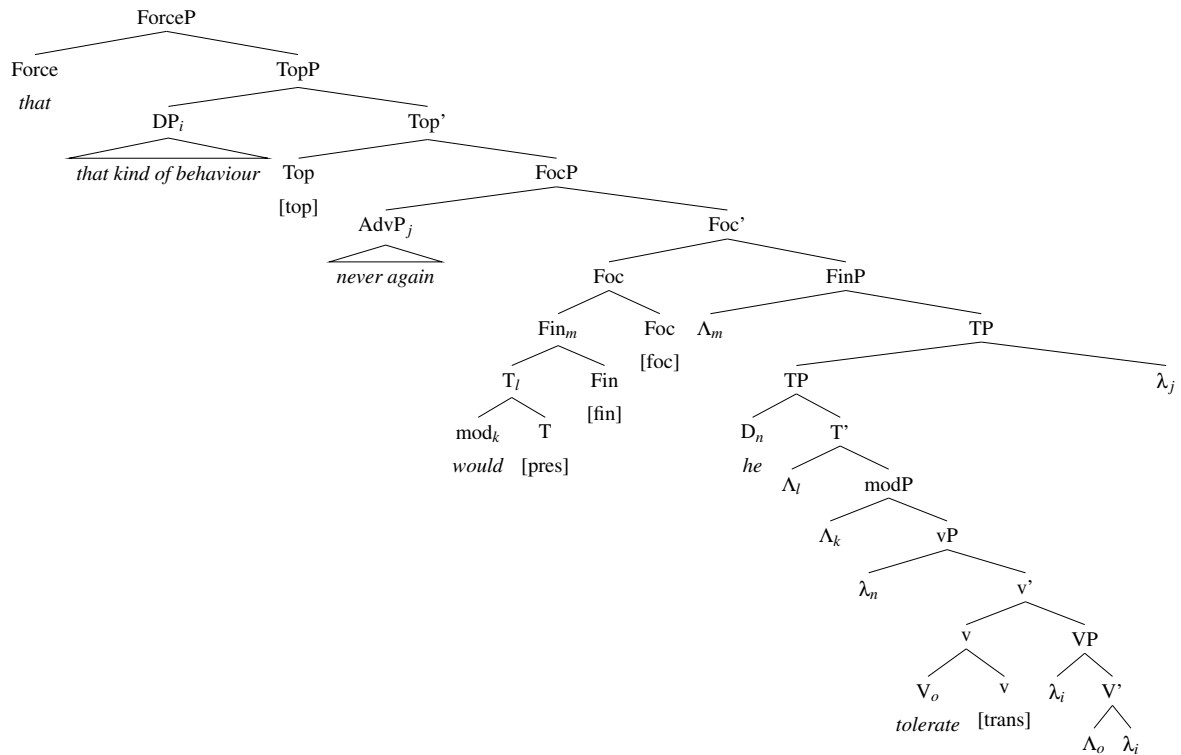 ForceP
Force TopP
that
DPᵢ Top’
that kind of behaviour Top FocP
[top]
AdvPⱼ Foc’
never again Foc FinP
Finₘ Foc Λₘ TP
[foc]
Tₗ Fin TP λⱼ
[fin]
modₖ T Dₙ T’
would [pres] he
Λₗ modP
Λₖ vP
λₙ v’
v VP
Vₒ v λᵢ V’
tolerate [trans]
Λₒ λᵢ